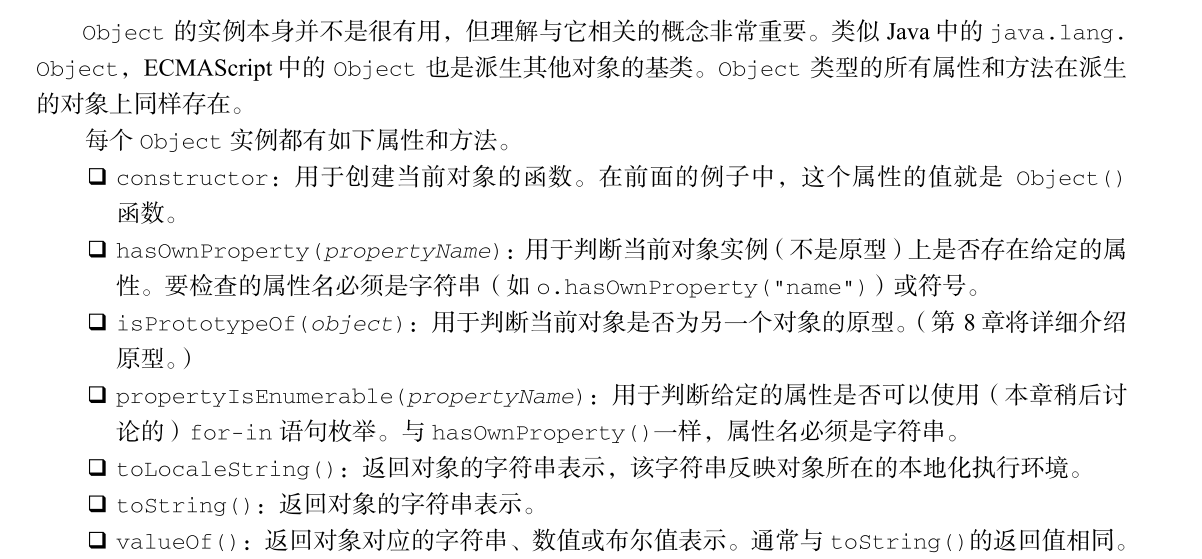 Object 的实例本身并不是很有用，但理解与它相关的概念非常重要。类似 Java 中的 java.lang.
Object，ECMAScript 中的 Object 也是派生其他对象的基类。Object 类型的所有属性和方法在派生
的对象上同样存在。
每个 Object 实例都有如下属性和方法。
❑ constructor：用于创建当前对象的函数。在前面的例子中，这个属性的值就是 Object()
函数。
❑ hasOwnProperty(propertyName)：用于判断当前对象实例（不是原型）上是否存在给定的属
性。要检查的属性名必须是字符串（如 o.hasOwnProperty("name")）或符号。
❑ isPrototypeOf(object)：用于判断当前对象是否为另一个对象的原型。（第 8 章将详细介绍
原型。）
❑ propertyIsEnumerable(propertyName)：用于判断给定的属性是否可以使用（本章稍后讨
论的）for-in 语句枚举。与 hasOwnProperty()一样，属性名必须是字符串。
❑ toLocaleString()：返回对象的字符串表示，该字符串反映对象所在的本地化执行环境。
❑ toString()：返回对象的字符串表示。
❑ valueOf()：返回对象对应的字符串、数值或布尔值表示。通常与 toString()的返回值相同。